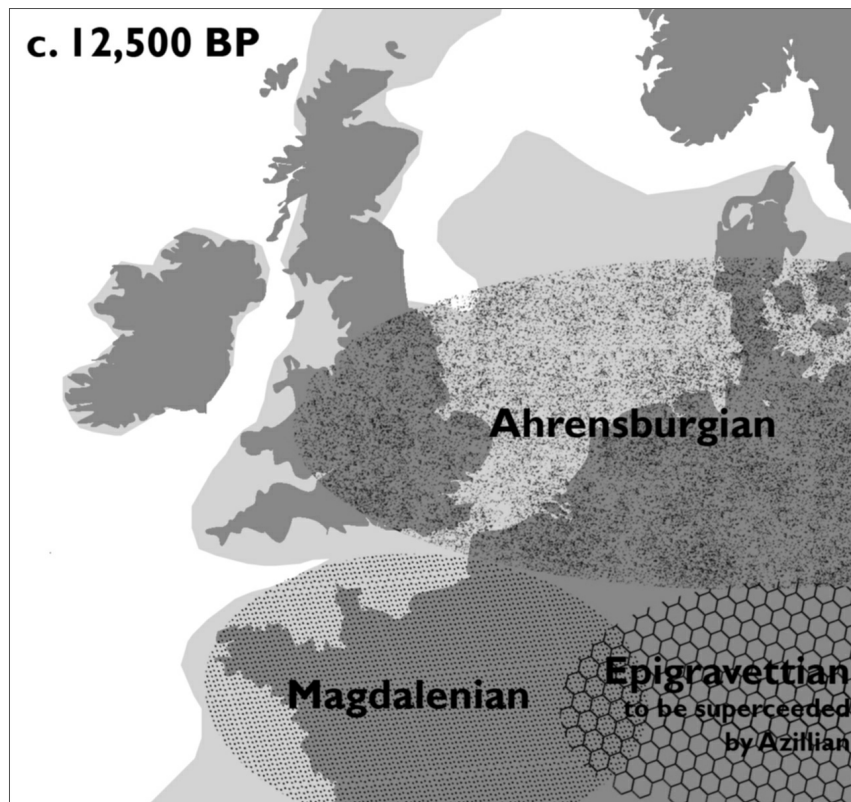 c. 12,500 BP
Ahrensburgian
Magdalenian
Epigravettian
to be superceeded
by Azillian